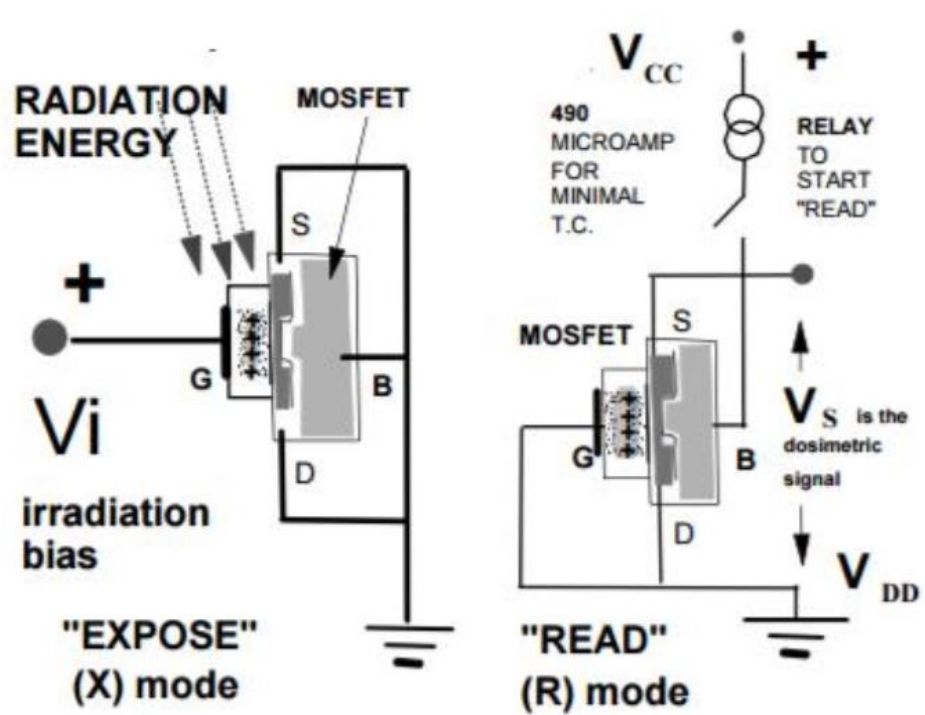 RADIATION
ENERGY
MOSFET
S
+
G
B
Vi
D
irradiation
bias
"EXPOSE"
(X) mode
V CC
+
490
MICROAMP
FOR
MINIMAL
T.C.
RELAY
TO
START
"READ"
MOSFET
S
G
B
D
V S is the
dosimetric
signal
V DD
"READ"
(R) mode